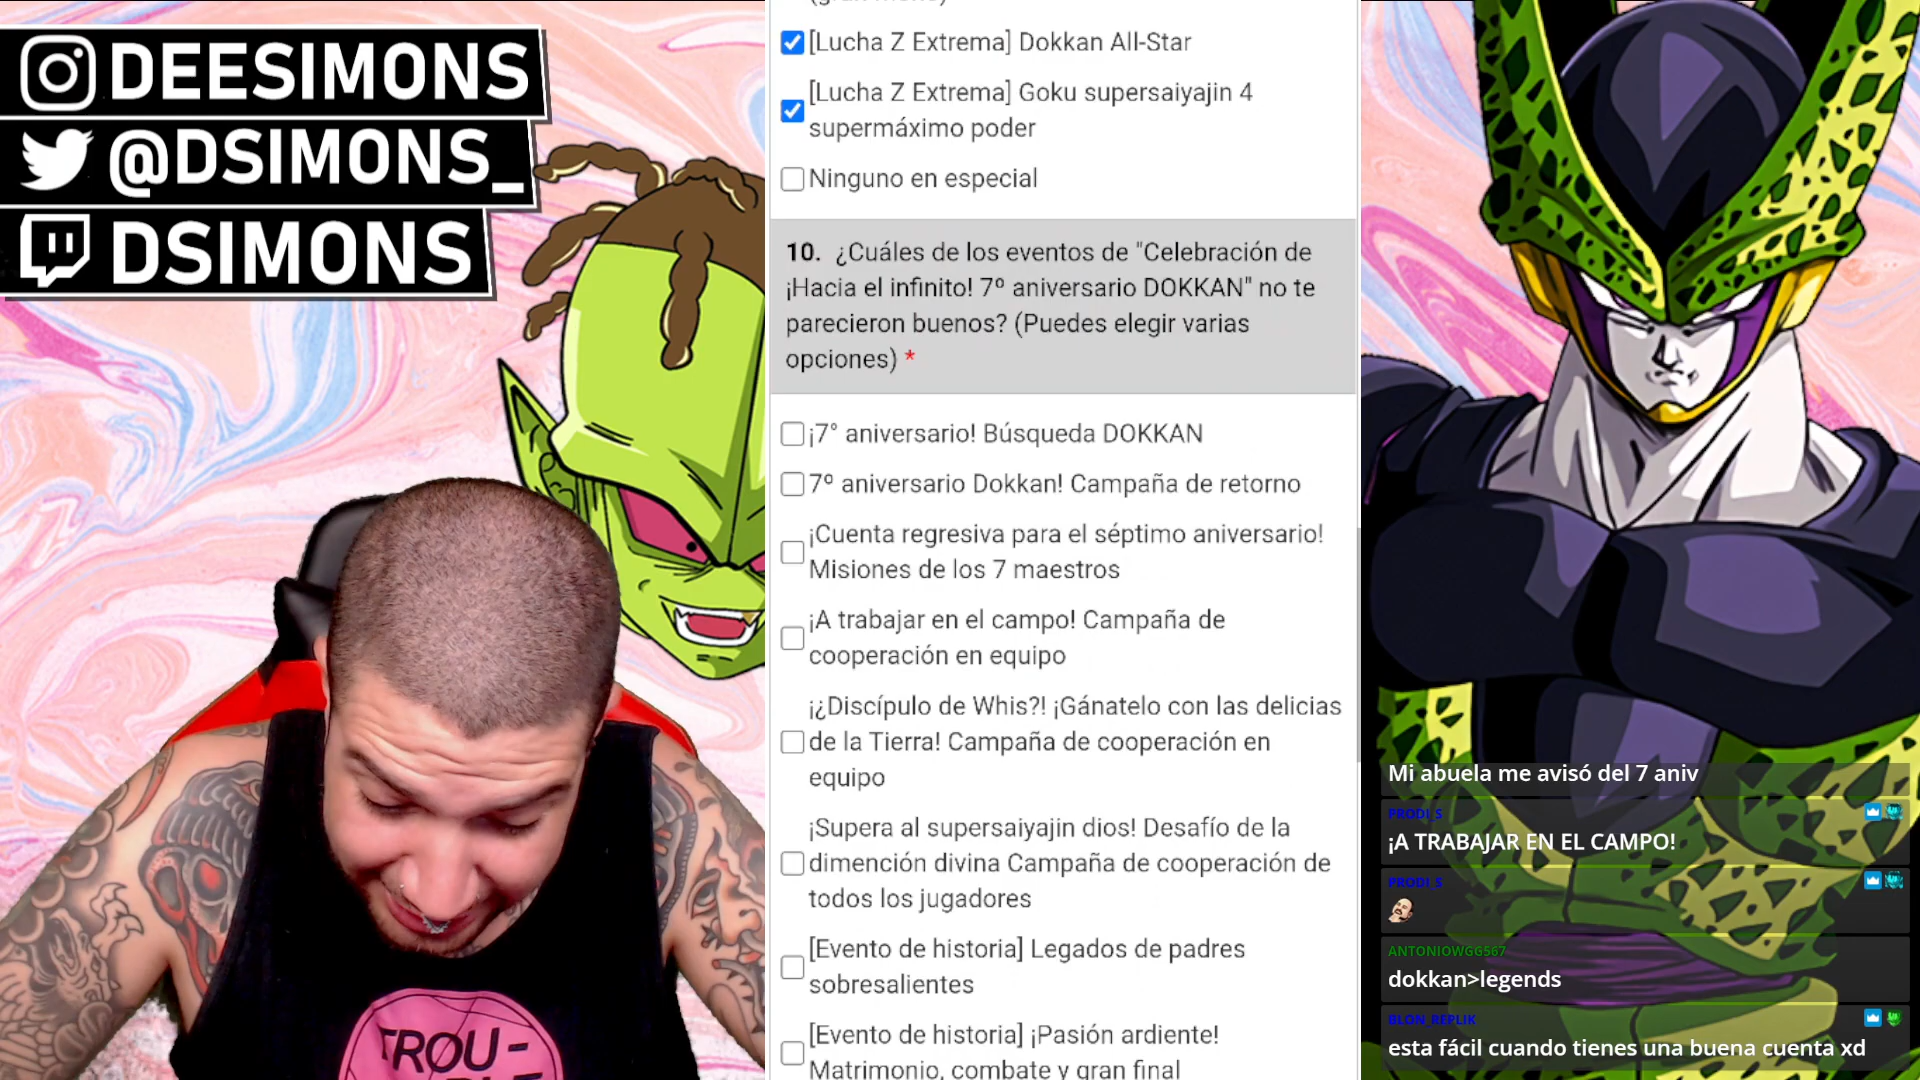 DEESIMONS
@DSIMONS_
DSIMONS
[Lucha Z Extrema] Dokkan All-Star
[Lucha Z Extrema] Goku supersaiyajin 4
supermáximo poder
Ninguno en especial
10. ¿Cuáles de los eventos de "Celebración de
¡Hacia el infinito! 7º aniversario DOKKAN" no te
parecieron buenos? (Puedes elegir varias
opciones) *
¡7° aniversario! Búsqueda DOKKAN
7º aniversario Dokkan! Campaña de retorno
¡Cuenta regresiva para el séptimo aniversario!
Misiones de los 7 maestros
¡A trabajar en el campo! Campaña de
cooperación en equipo
¡¿Discípulo de Whis?! ¡Gánatelo con las delicias
de la Tierra! Campaña de cooperación en
equipo
¡Supera al supersaiyajin dios! Desafío de la
dimención divina Campaña de cooperación de
todos los jugadores
[Evento de historia] Legados de padres
sobresalientes
[Evento de historia] ¡Pasión ardiente!
Matrimonio, combate y gran final
Mi abuela me avisó del 7 aniv
PRODI_S
¡A TRABAJAR EN EL CAMPO!
PRODI_S
ANTONIOWGG567
dokkan>legends
BLON_REPLIK
esta fácil cuando tienes una buena cuenta xd
TROU-